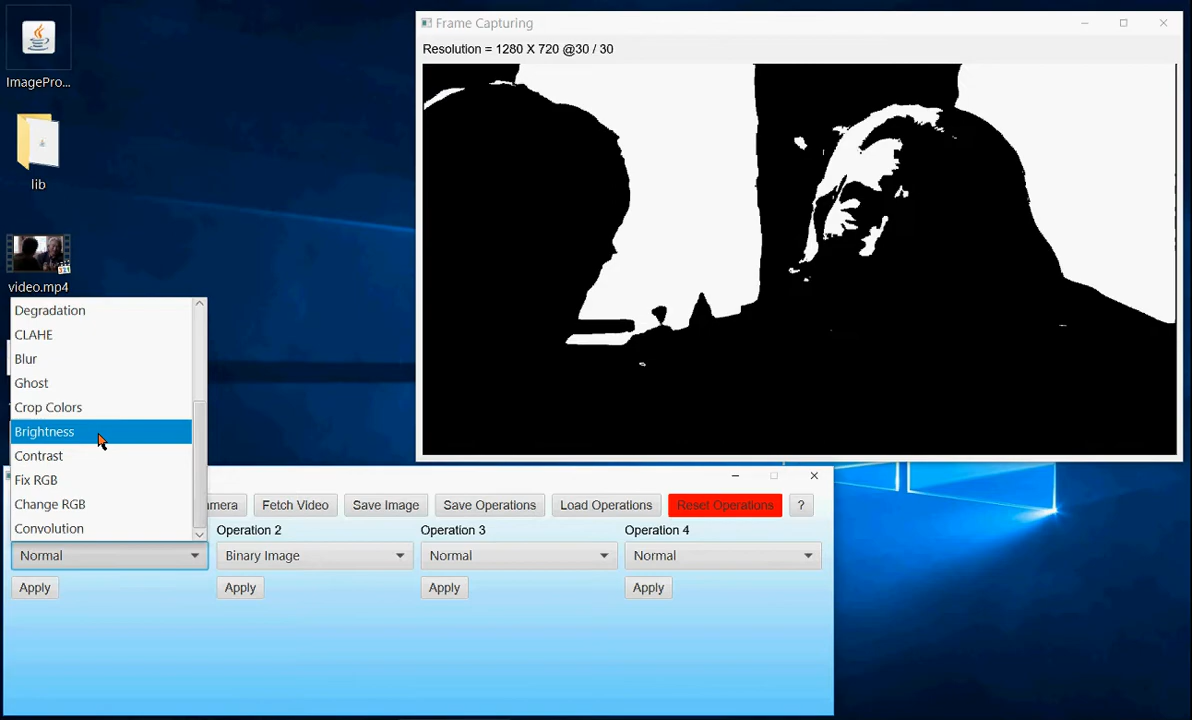 ImagePro...
lib
video.mp4
Frame Capturing
Resolution = 1280 X 720 @30 / 30
Degradation
CLAHE
Blur
Ghost
Crop Colors
Brightness
Contrast
Fix RGB
Change RGB
Convolution
amera
Fetch Video
Save Image
Save Operations
Load Operations
Reset Operations
?
Operation 2
Operation 3
Operation 4
Normal
Binary Image
Normal
Normal
Apply
Apply
Apply
Apply